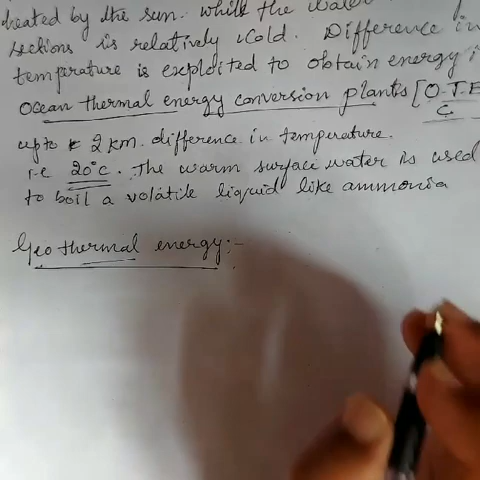 heated by the sun. while the water
sections is relatively cold. Difference in
temperature is exploited to obtain energy i
ocean thermal energy conversion plants [O.T.E
C
upto 2 km. difference in temperature.
i.e 20°C. The warm surface water is used
to boil a volatile liquid like ammonia
Geothermal energy:-